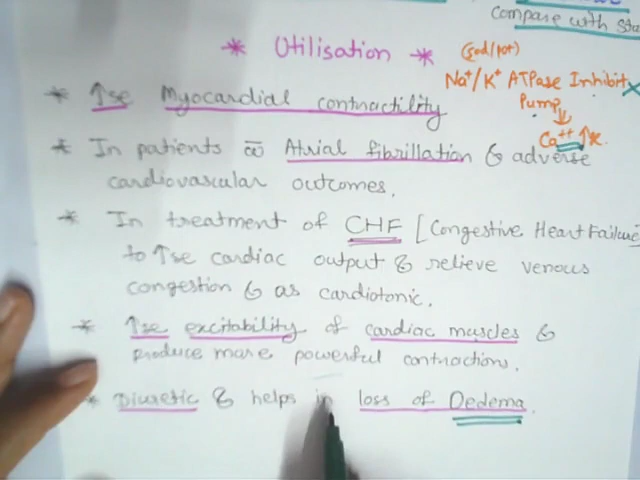 Compare with sta
* Utilisation *
(sod/pot)
Na+/K+ ATPase Inhibit
Pump
Ca++ ↑se
* ↑se Myocardial contractility
* In patients c̄ Atrial fibrillation & adverse
cardiovascular outcomes.
* In treatment of CHF [Congestive Heart Failure]
to ↑se cardiac output & relieve venous
congestion & as cardiotonic.
* ↑se excitability of cardiac muscles &
produce more powerful contractions.
* Diuretic & helps in loss of Oedema.